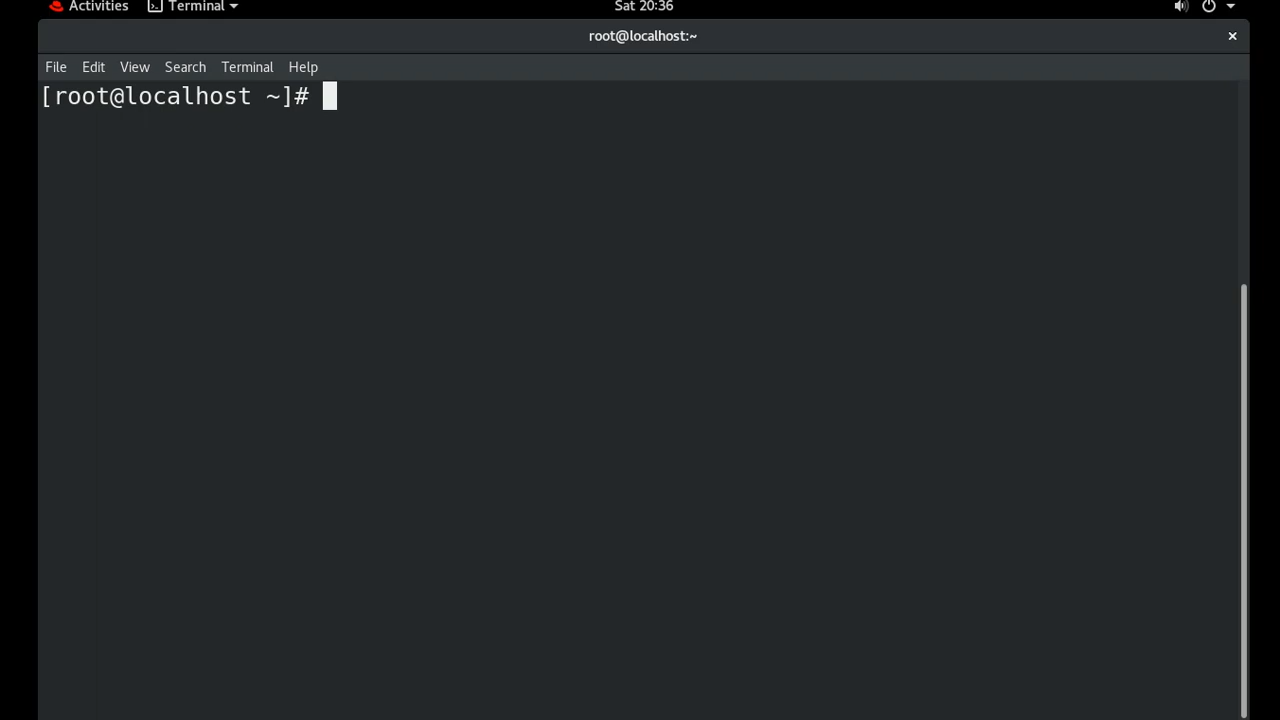 Activities Terminal Sat 20:36
root@localhost:~ ×
File Edit View Search Terminal Help
[root@localhost ~]#